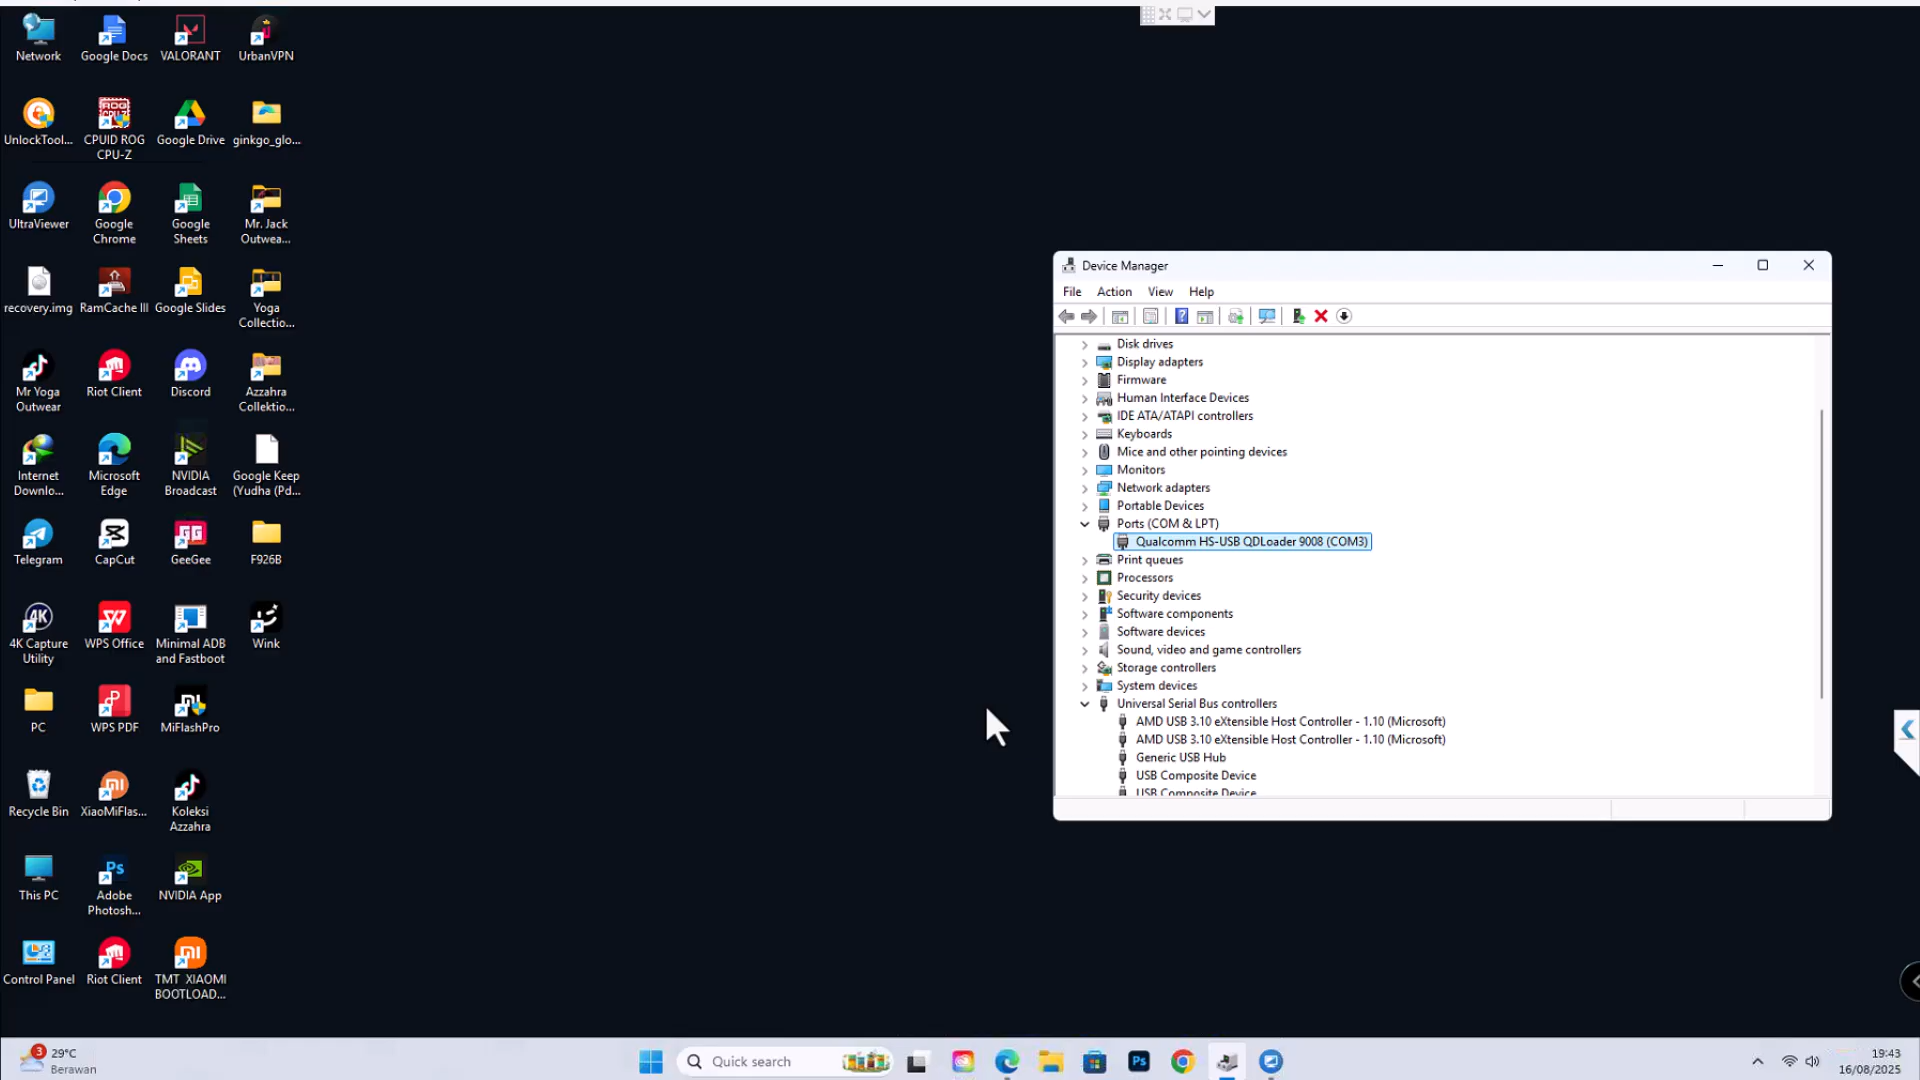 Network
Google Docs
VALORANT
UrbanVPN
UnlockTool...
CPUID ROG
CPU-Z
Google Drive
ginkgo_glo...
UltraViewer
Google
Chrome
Google
Sheets
Mr. Jack
Outwea...
recovery.img
RamCache III
Google Slides
Yoga
Collectio...
Mr Yoga
Outwear
Riot Client
Discord
Azzahra
Collektio...
Internet
Downlo...
Microsoft
Edge
NVIDIA
Broadcast
Google Keep
(Yudha (Pd...
Telegram
CapCut
GeeGee
F926B
4K Capture
Utility
WPS Office
Minimal ADB
and Fastboot
Wink
PC
WPS PDF
MiFlashPro
Recycle Bin
XiaoMiFlas...
Koleksi
Azzahra
This PC
Adobe
Photosh...
NVIDIA App
Control Panel
Riot Client
TMT XIAOMI
BOOTLOAD...
Device Manager
File Action View Help
Disk drives
Display adapters
Firmware
Human Interface Devices
IDE ATA/ATAPI controllers
Keyboards
Mice and other pointing devices
Monitors
Network adapters
Portable Devices
Ports (COM & LPT)
Qualcomm HS-USB QDLoader 9008 (COM3)
Print queues
Processors
Security devices
Software components
Software devices
Sound, video and game controllers
Storage controllers
System devices
Universal Serial Bus controllers
AMD USB 3.10 eXtensible Host Controller - 1.10 (Microsoft)
AMD USB 3.10 eXtensible Host Controller - 1.10 (Microsoft)
Generic USB Hub
USB Composite Device
USB Composite Device
3
29°C
Berawan
Quick search
19:43
16/08/2025